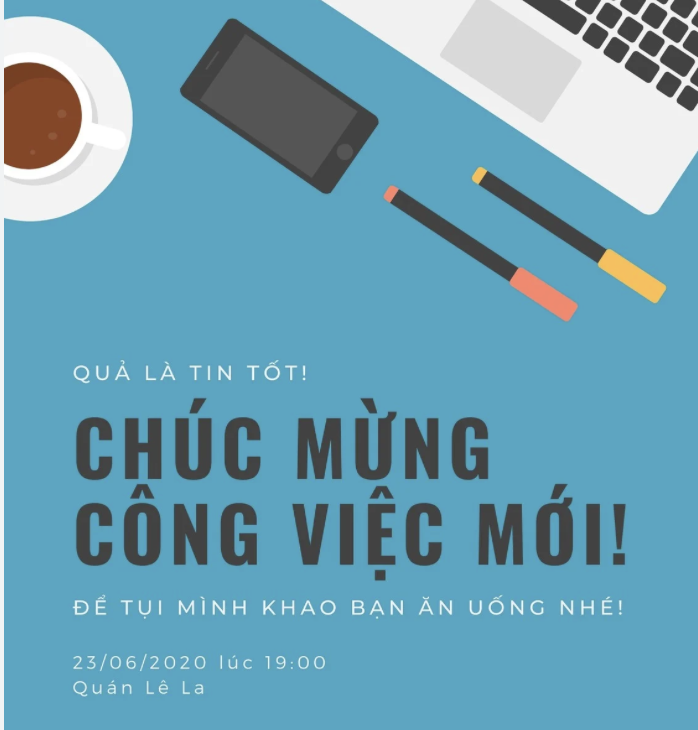 QUẢ LÀ TIN TỐT!
CHÚC MỪNG
CÔNG VIỆC MỚI!
ĐỂ TỤI MÌNH KHAO BẠN ĂN UỐNG NHÉ!
23/06/2020 lúc 19:00
Quán Lê La